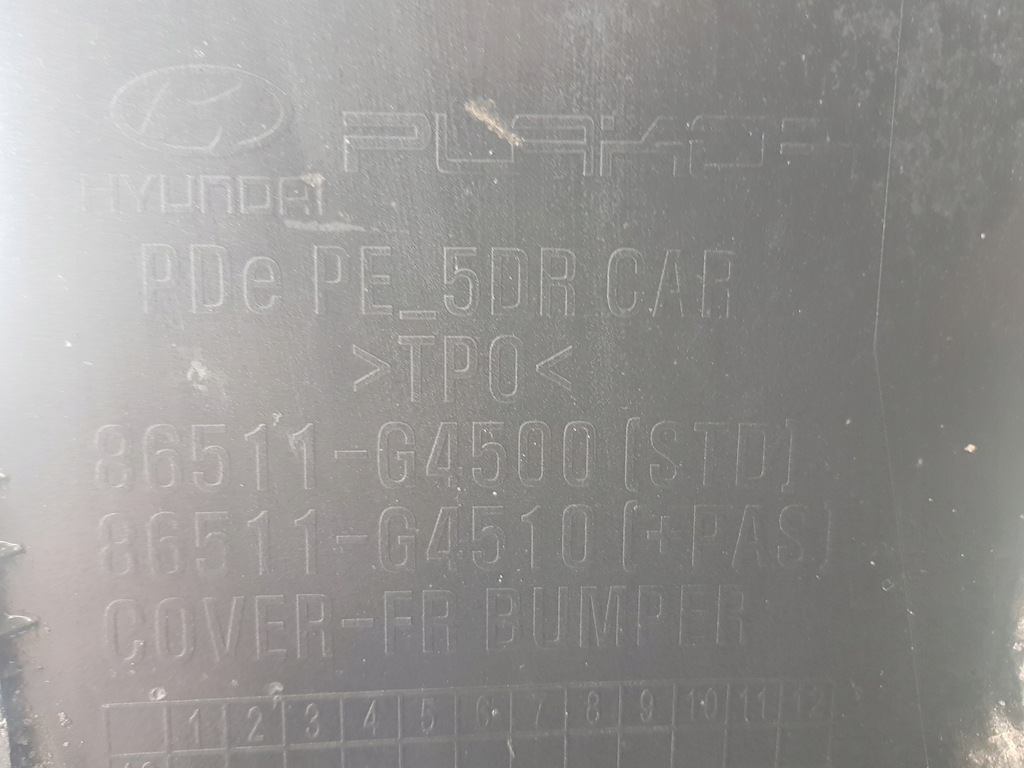 HYUNDAI PLAKOR
PDe PE_5DR CAR
>TPO<
86511-G4500 (STD)
86511-G4510 (+PAS)
COVER-FR BUMPER
1 2 3 4 5 6 7 8 9 10 11 12